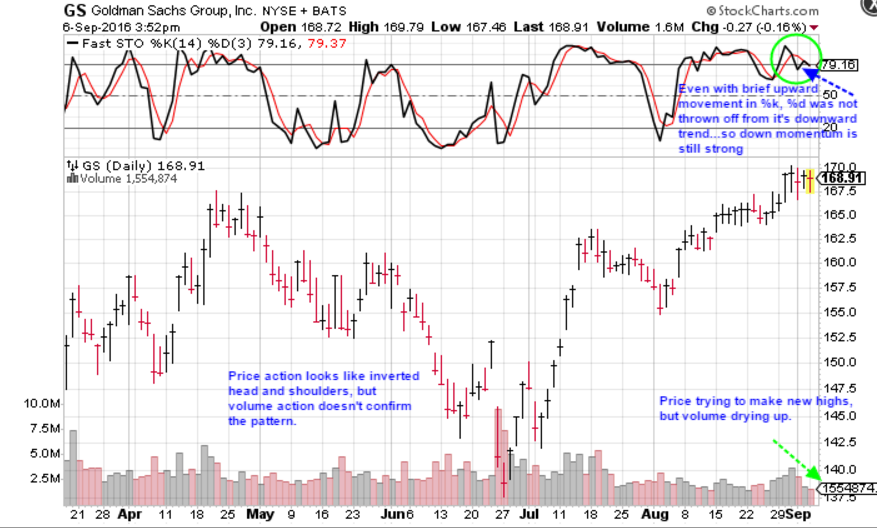 GS Goldman Sachs Group, Inc. NYSE + BATS © StockCharts.com
6-Sep-2016 3:52pm Open 168.72 High 169.79 Low 167.46 Last 168.91 Volume 1.6M Chg -0.27 (-0.16%)
Fast STO %K(14) %D(3) 79.16, 79.37
79.16
Even with brief upward
50
movement in %k, %d was not
thrown off from it's downward
20
trend...so down momentum is
still strong
GS (Daily) 168.91
Volume 1,554,874
170.0
168.91
167.5
165.0
162.5
160.0
157.5
155.0
152.5
150.0
Price action looks like inverted
head and shoulders, but
volume action doesn't confirm
the pattern.
147.5
Price trying to make new highs,
but volume drying up.
10.0M
145.0
7.5M
142.5
5.0M
140.0
2.5M
1554874
137.5
21 28 Apr 11 18 25 May 9 16 23 Jun 6 13 20 27 Jul 11 18 25 Aug 8 15 22 29 Sep